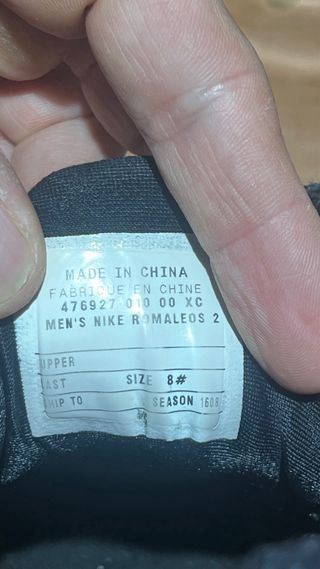 MADE IN CHINA
FABRIQUE EN CHINE
476927 010 00 XC
MEN'S NIKE ROMALEOS 2
UPPER
LAST SIZE 8#
SHIP TO SEASON 1608